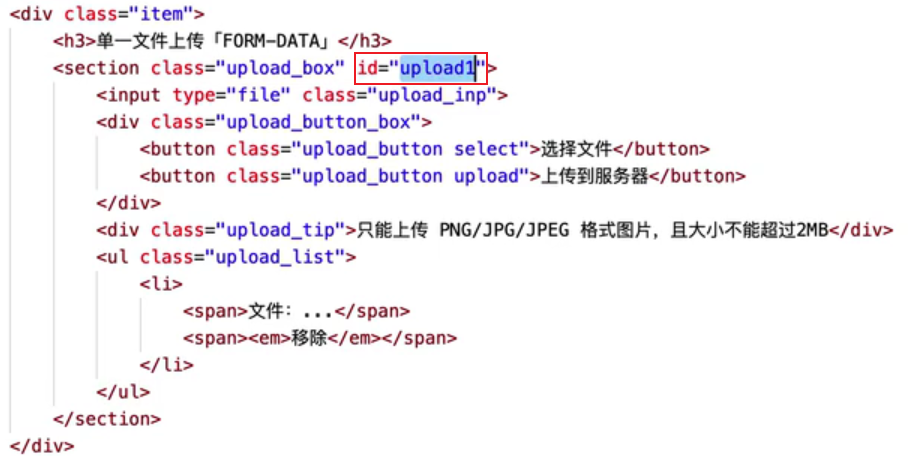 <div class="item">
<h3>单一文件上传「FORM-DATA」</h3>
<section class="upload_box" id="upload1">
<input type="file" class="upload_inp">
<div class="upload_button_box">
<button class="upload_button select">选择文件</button>
<button class="upload_button upload">上传到服务器</button>
</div>
<div class="upload_tip">只能上传 PNG/JPG/JPEG 格式图片，且大小不能超过2MB</div>
<ul class="upload_list">
<li>
<span>文件：...</span>
<span><em>移除</em></span>
</li>
</ul>
</section>
</div>